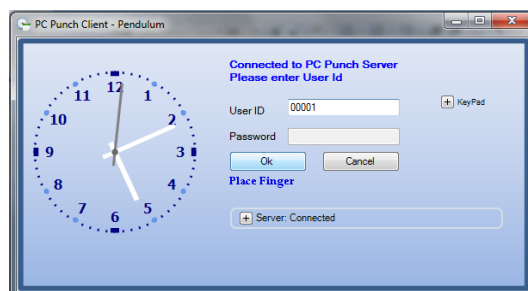 PC Punch Client - Pendulum
Connected to PC Punch Server
Please enter User Id
User ID 00001
KeyPad
Password
Ok Cancel
Place Finger
Server: Connected
12
1
2
3
4
5
6
7
8
9
10
11